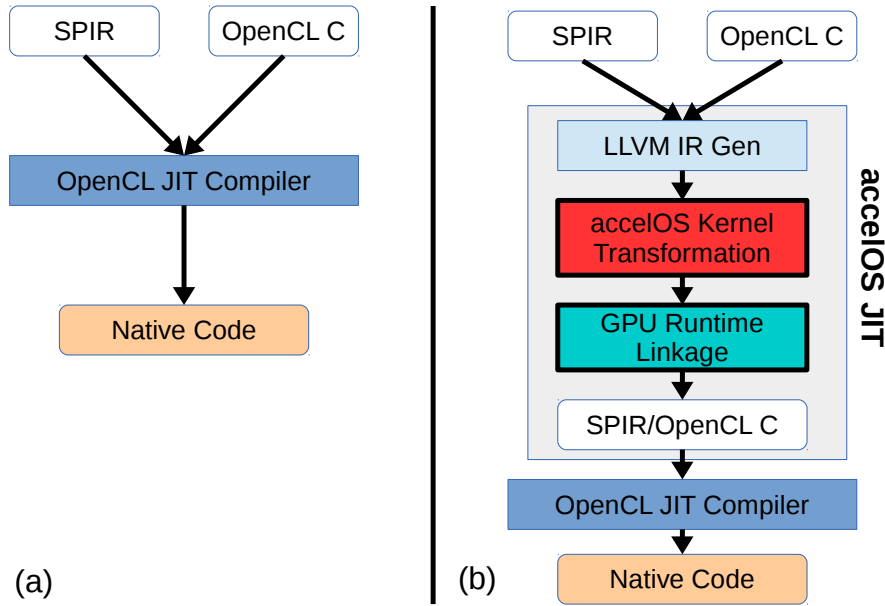 SPIR
OpenCL C
OpenCL JIT Compiler
Native Code
(a)
SPIR
OpenCL C
LLVM IR Gen
accelOS Kernel
Transformation
GPU Runtime
Linkage
SPIR/OpenCL C
accelOS JIT
OpenCL JIT Compiler
Native Code
(b)